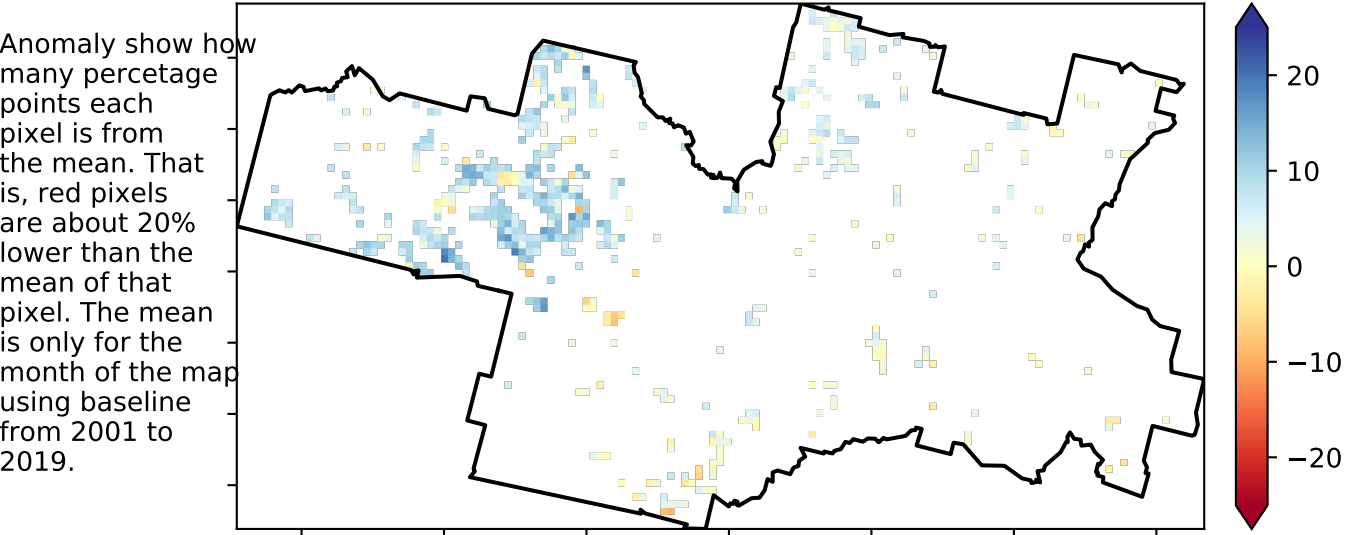 Anomaly show how
many percetage
points each
pixel is from
the mean. That
is, red pixels
are about 20%
lower than the
mean of that
pixel. The mean
is only for the
month of the map
using baseline
from 2001 to
2019.
20
10
0
−10
−20